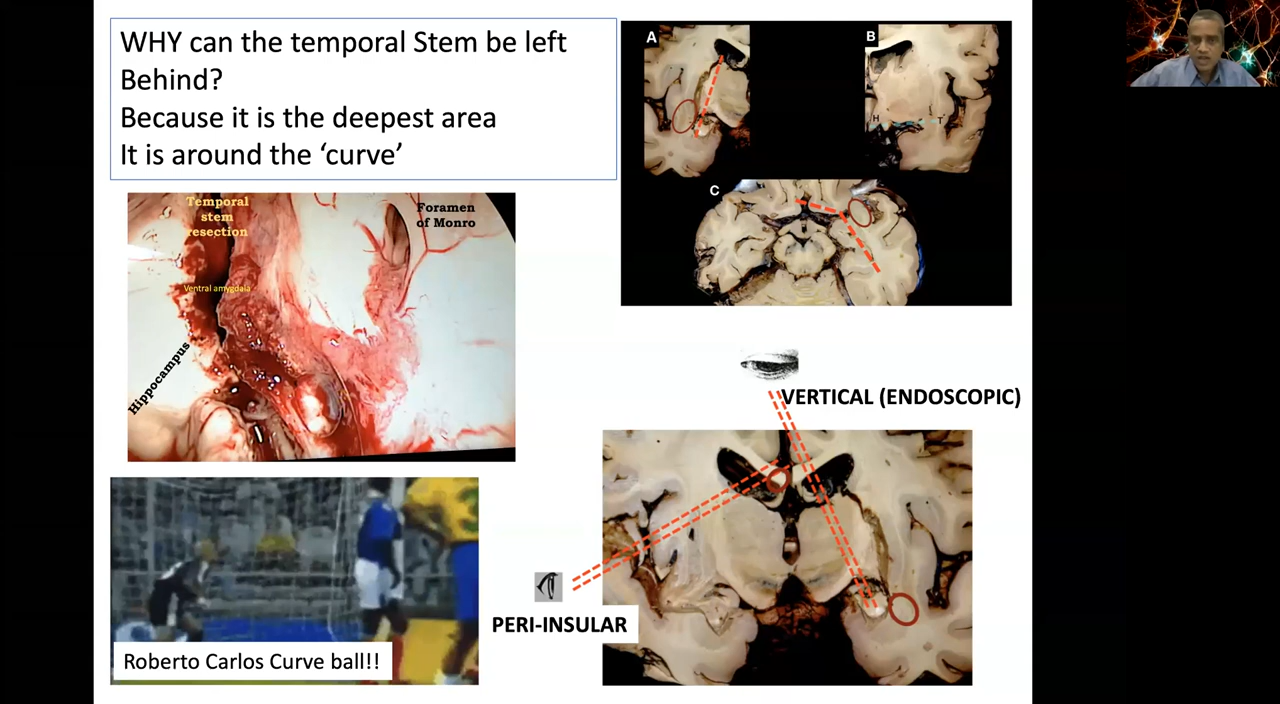 WHY can the temporal Stem be left
Behind?
Because it is the deepest area
It is around the ‘curve’
A
B
H
T
C
Temporal
stem
resection
Foramen
of Monro
Ventral amygdala
Hippocampus
VERTICAL (ENDOSCOPIC)
PERI-INSULAR
Roberto Carlos Curve ball!!